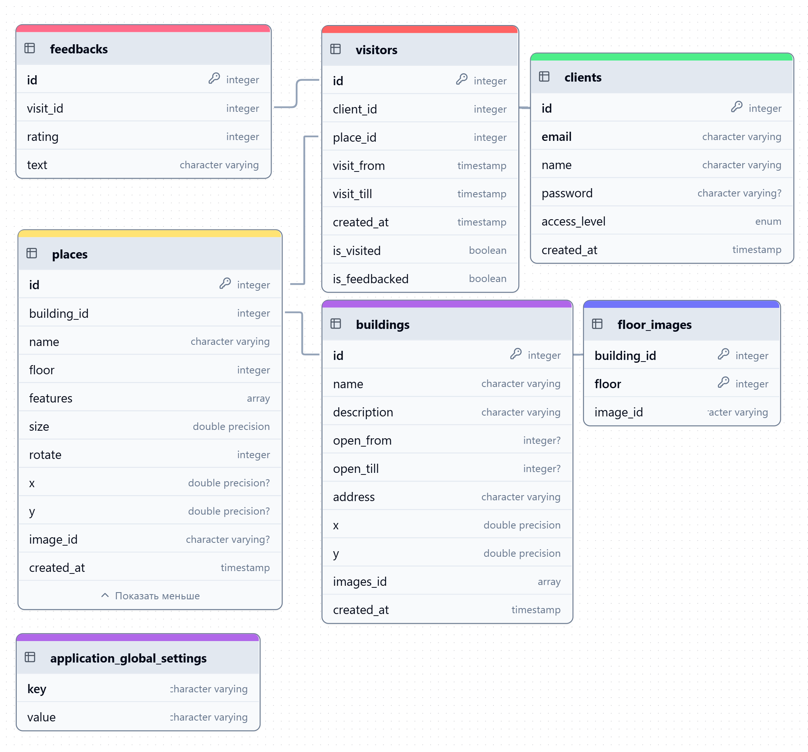 feedbacks
id integer
visit_id integer
rating integer
text character varying
visitors
id integer
client_id integer
place_id integer
visit_from timestamp
visit_till timestamp
created_at timestamp
is_visited boolean
is_feedbacked boolean
clients
id integer
email character varying
name character varying
password character varying?
access_level enum
created_at timestamp
places
id integer
building_id integer
name character varying
floor integer
features array
size double precision
rotate integer
x double precision?
y double precision?
image_id character varying?
created_at timestamp
Показать меньше
buildings
id integer
name character varying
description character varying
open_from integer?
open_till integer?
address character varying
x double precision
y double precision
images_id array
created_at timestamp
floor_images
building_id integer
floor integer
image_id acter varying
application_global_settings
key character varying
value character varying